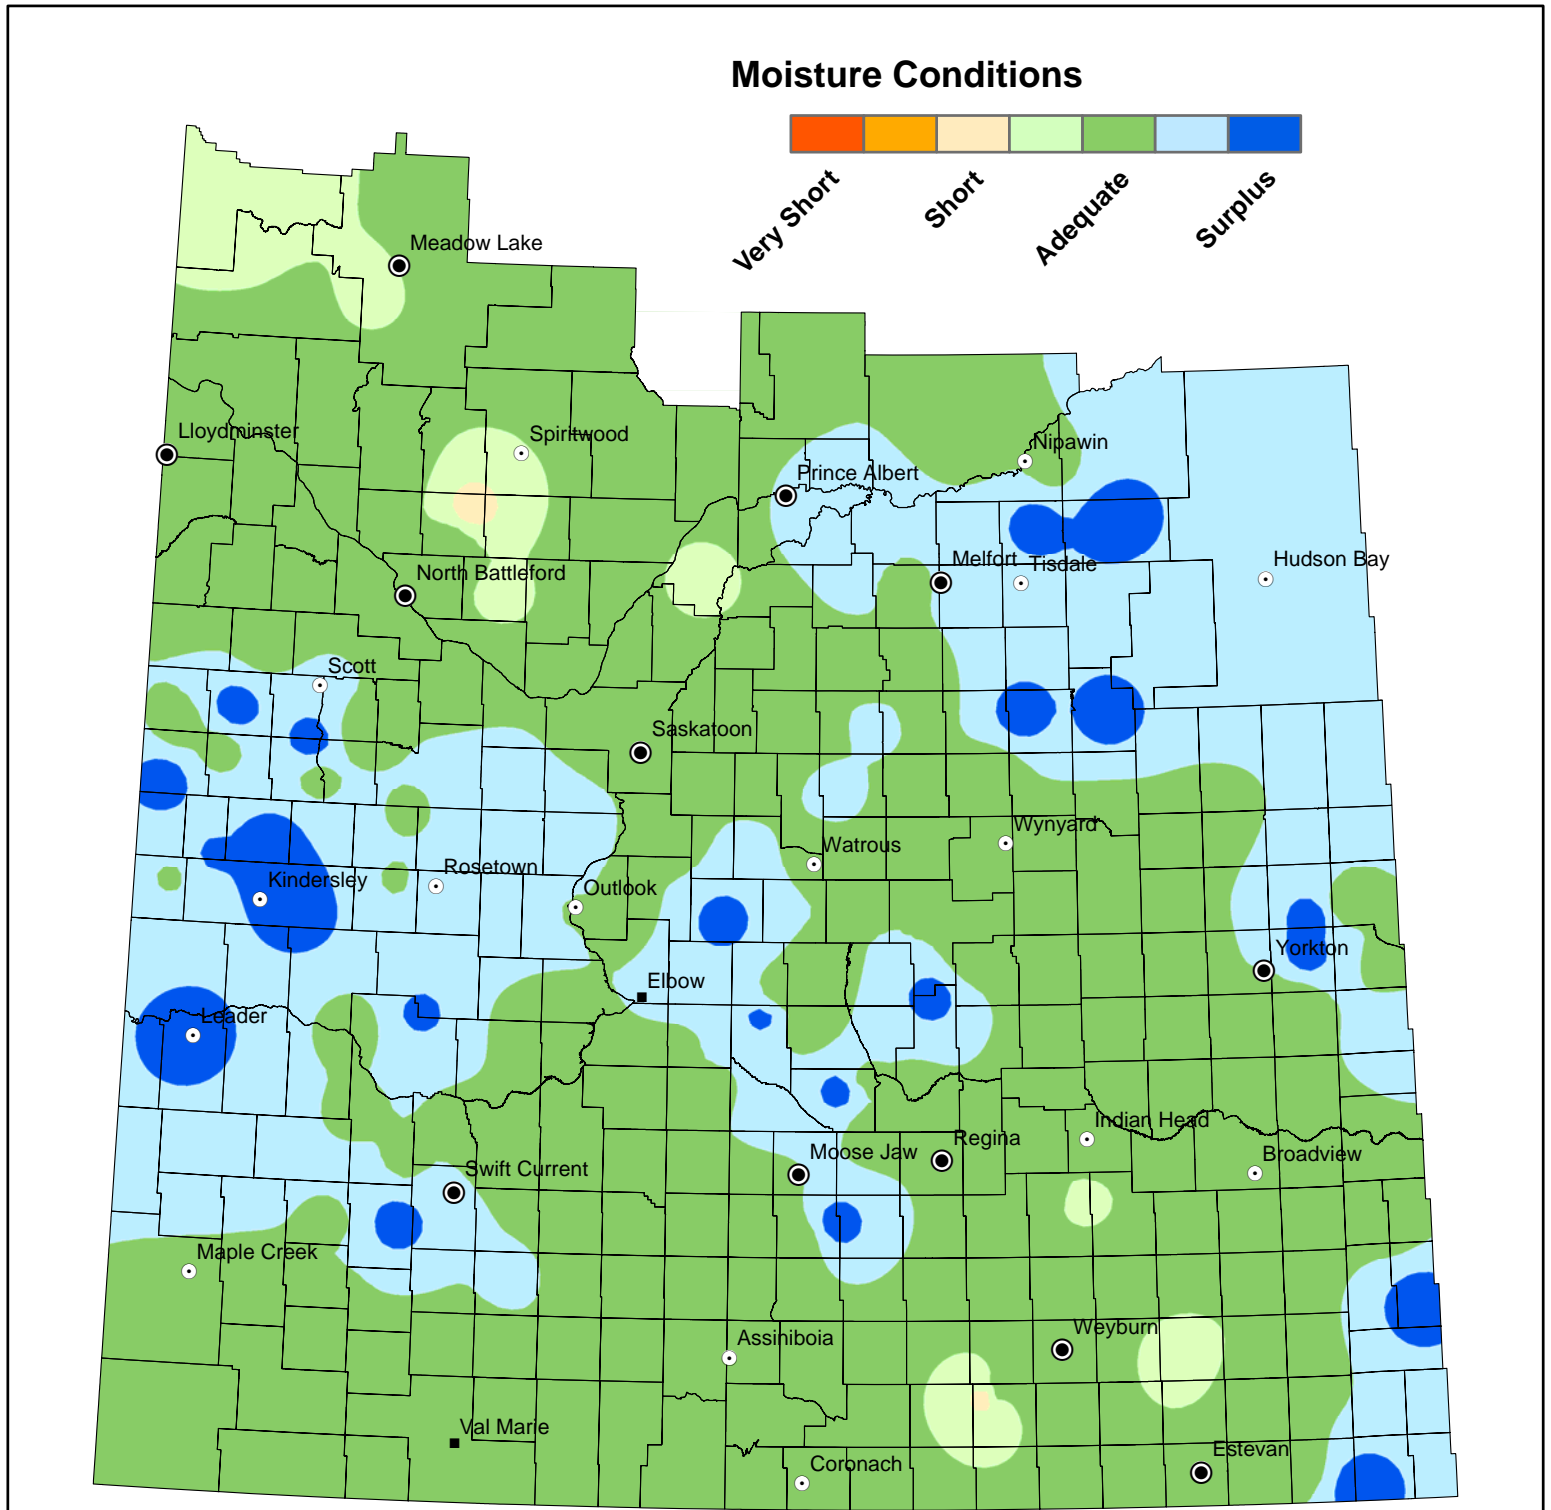 Moisture Conditions
Very Short
Short
Adequate
Surplus
Meadow Lake
Lloydminster
Spiritwood
Nipawin
Prince Albert
Melfort
Tisdale
Hudson Bay
North Battleford
Scott
Saskatoon
Wynyard
Watrous
Rosetown
Kindersley
Outlook
Yorkton
Elbow
Leader
Indian Head
Regina
Moose Jaw
Broadview
Swift Current
Maple Creek
Weyburn
Assiniboia
Val Marie
Estevan
Coronach